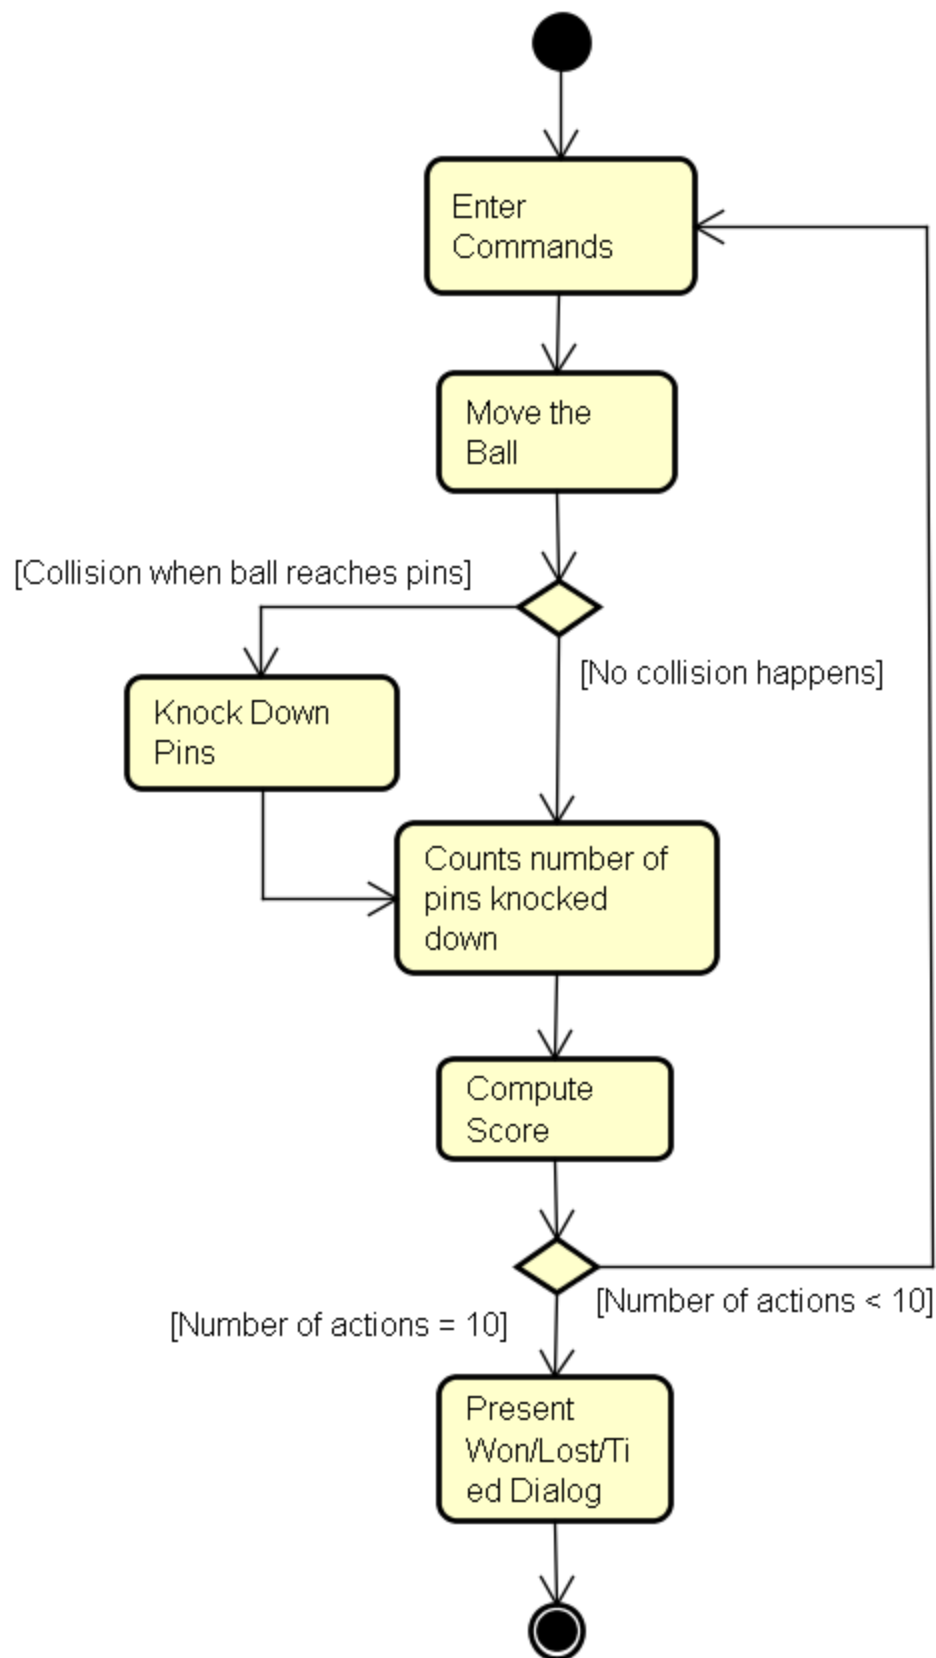 Enter
Commands
Move the
Ball
[Collision when ball reaches pins]
[No collision happens]
Knock Down
Pins
Counts number of
pins knocked
down
Compute
Score
[Number of actions < 10]
[Number of actions = 10]
Present
Won/Lost/Ti
ed Dialog